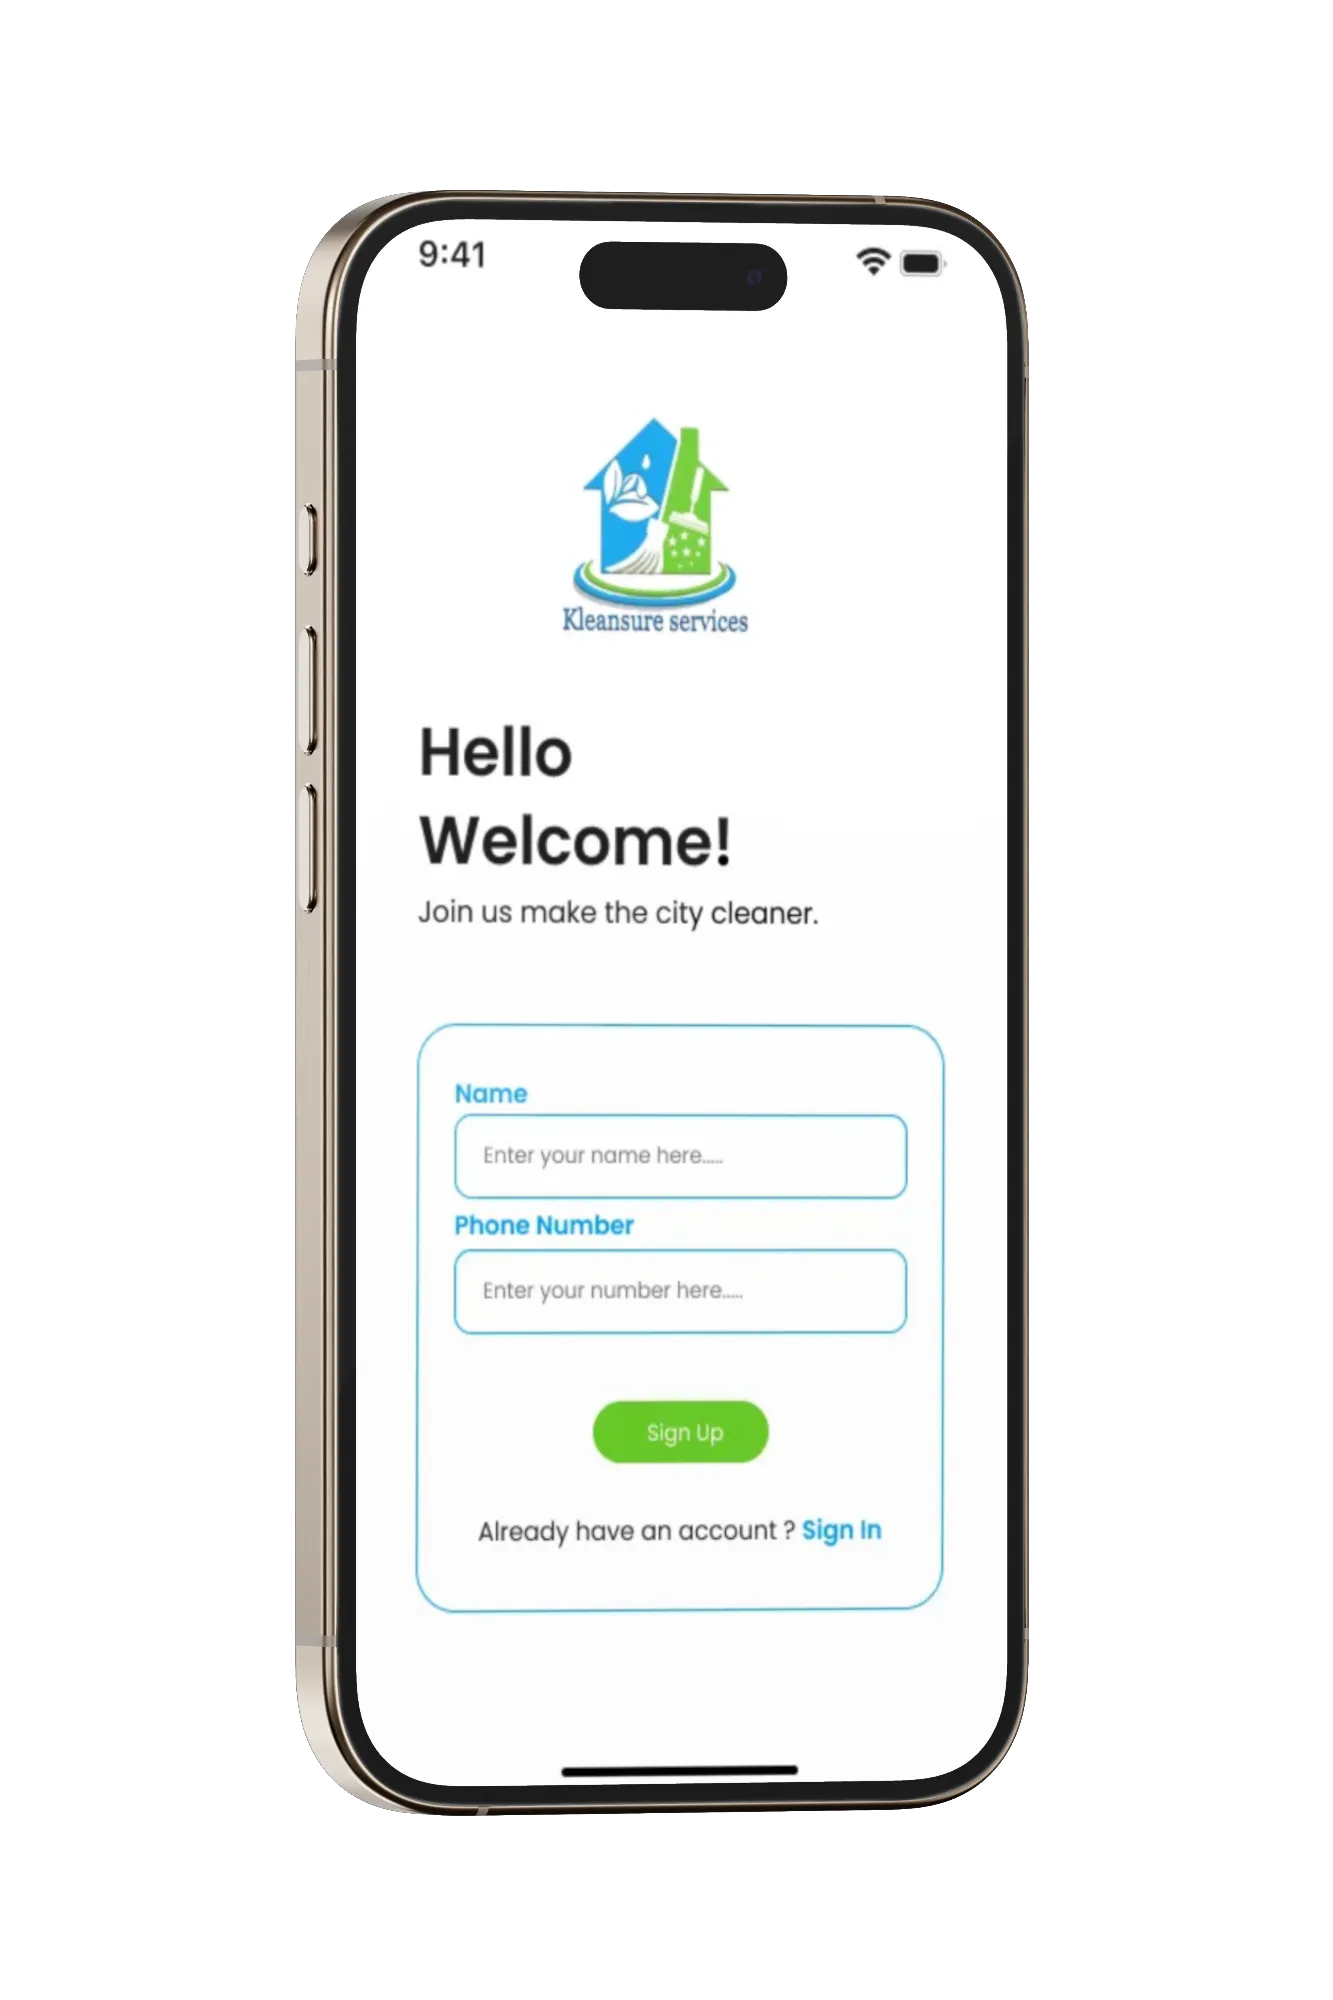 9:41
Kleansure services
Hello
Welcome!
Join us make the city cleaner.
Name
Enter your name here.....
Phone Number
Enter your number here.....
Sign Up
Already have an account ? Sign In